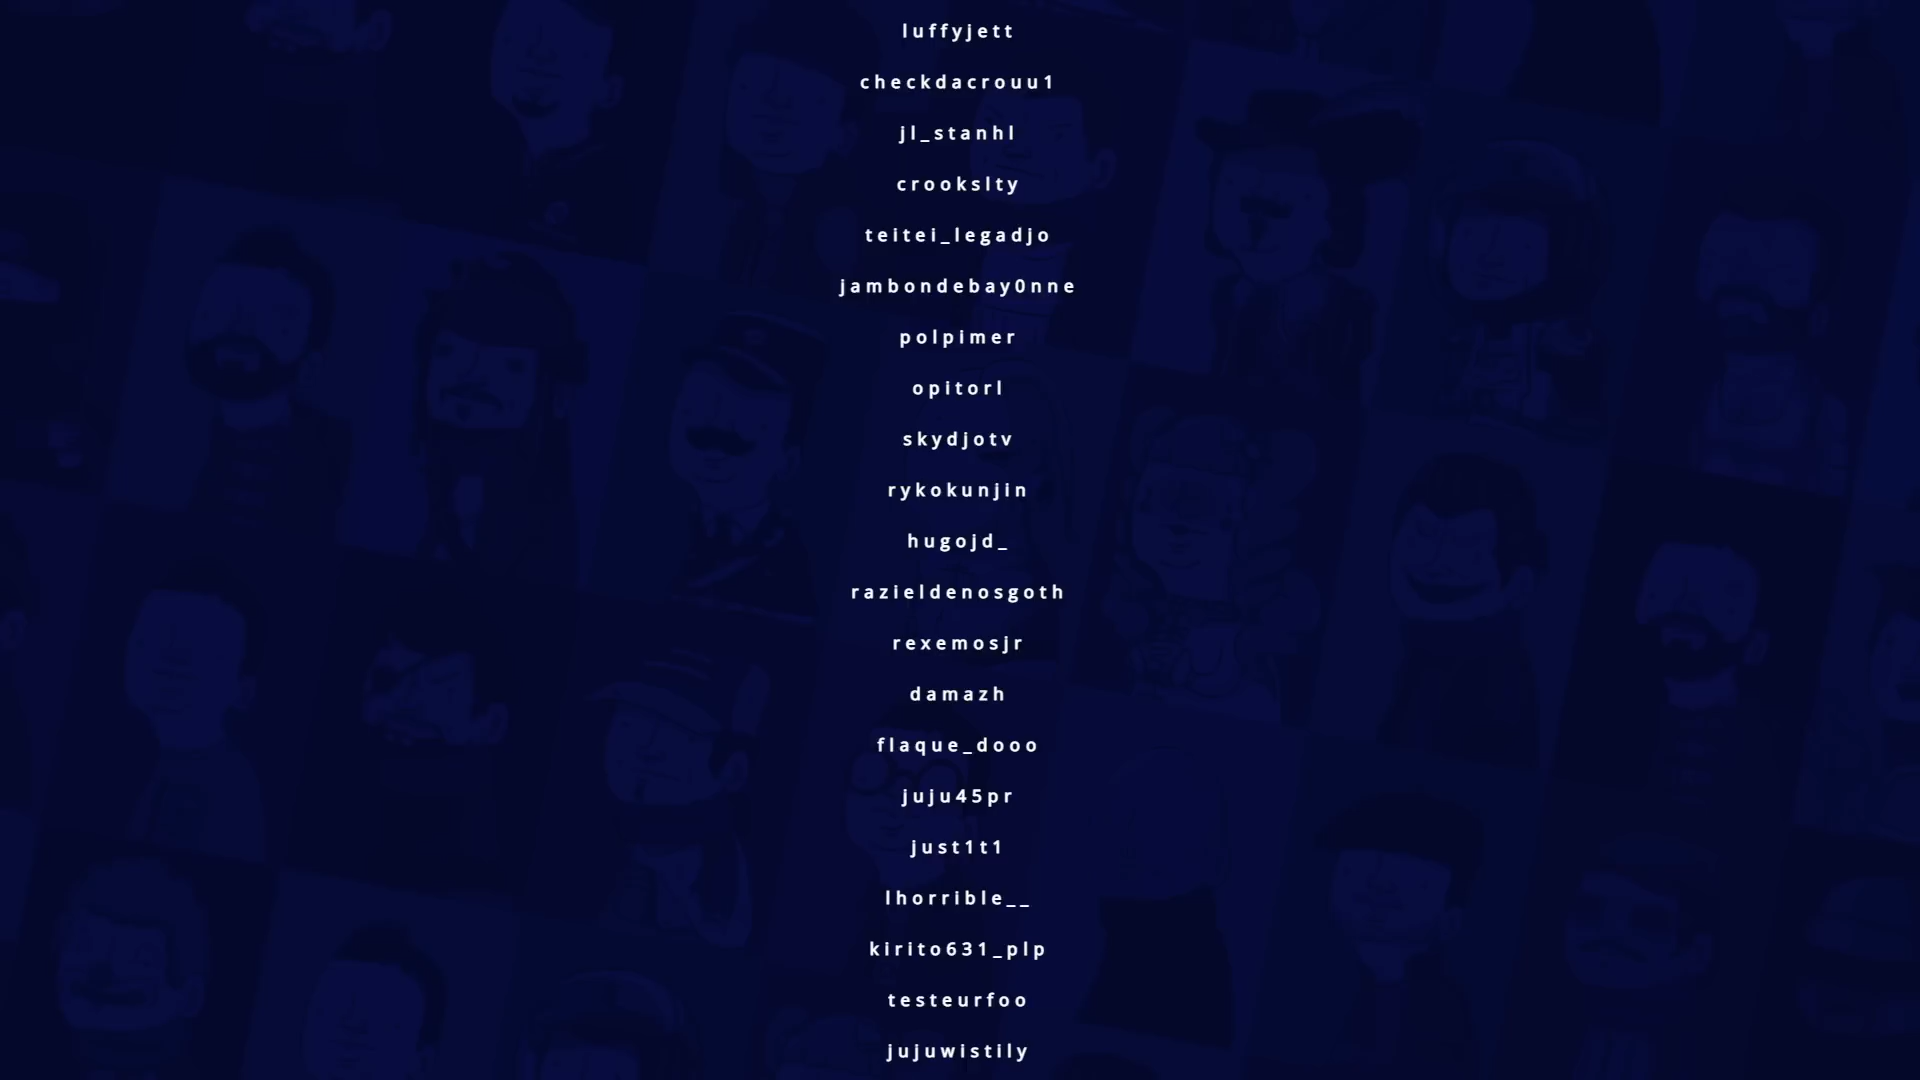 luffyjett
checkdacrouu1
jl_stanhl
crookslty
teitei_legadjo
jambondebay0nne
polpimer
opitorl
skydjotv
rykokunjin
hugojd_
razieldenosgoth
rexemosjr
damazh
flaque_dooo
juju45pr
just1t1
lhorrible__
kirito631_plp
testeurfoo
jujuwistily